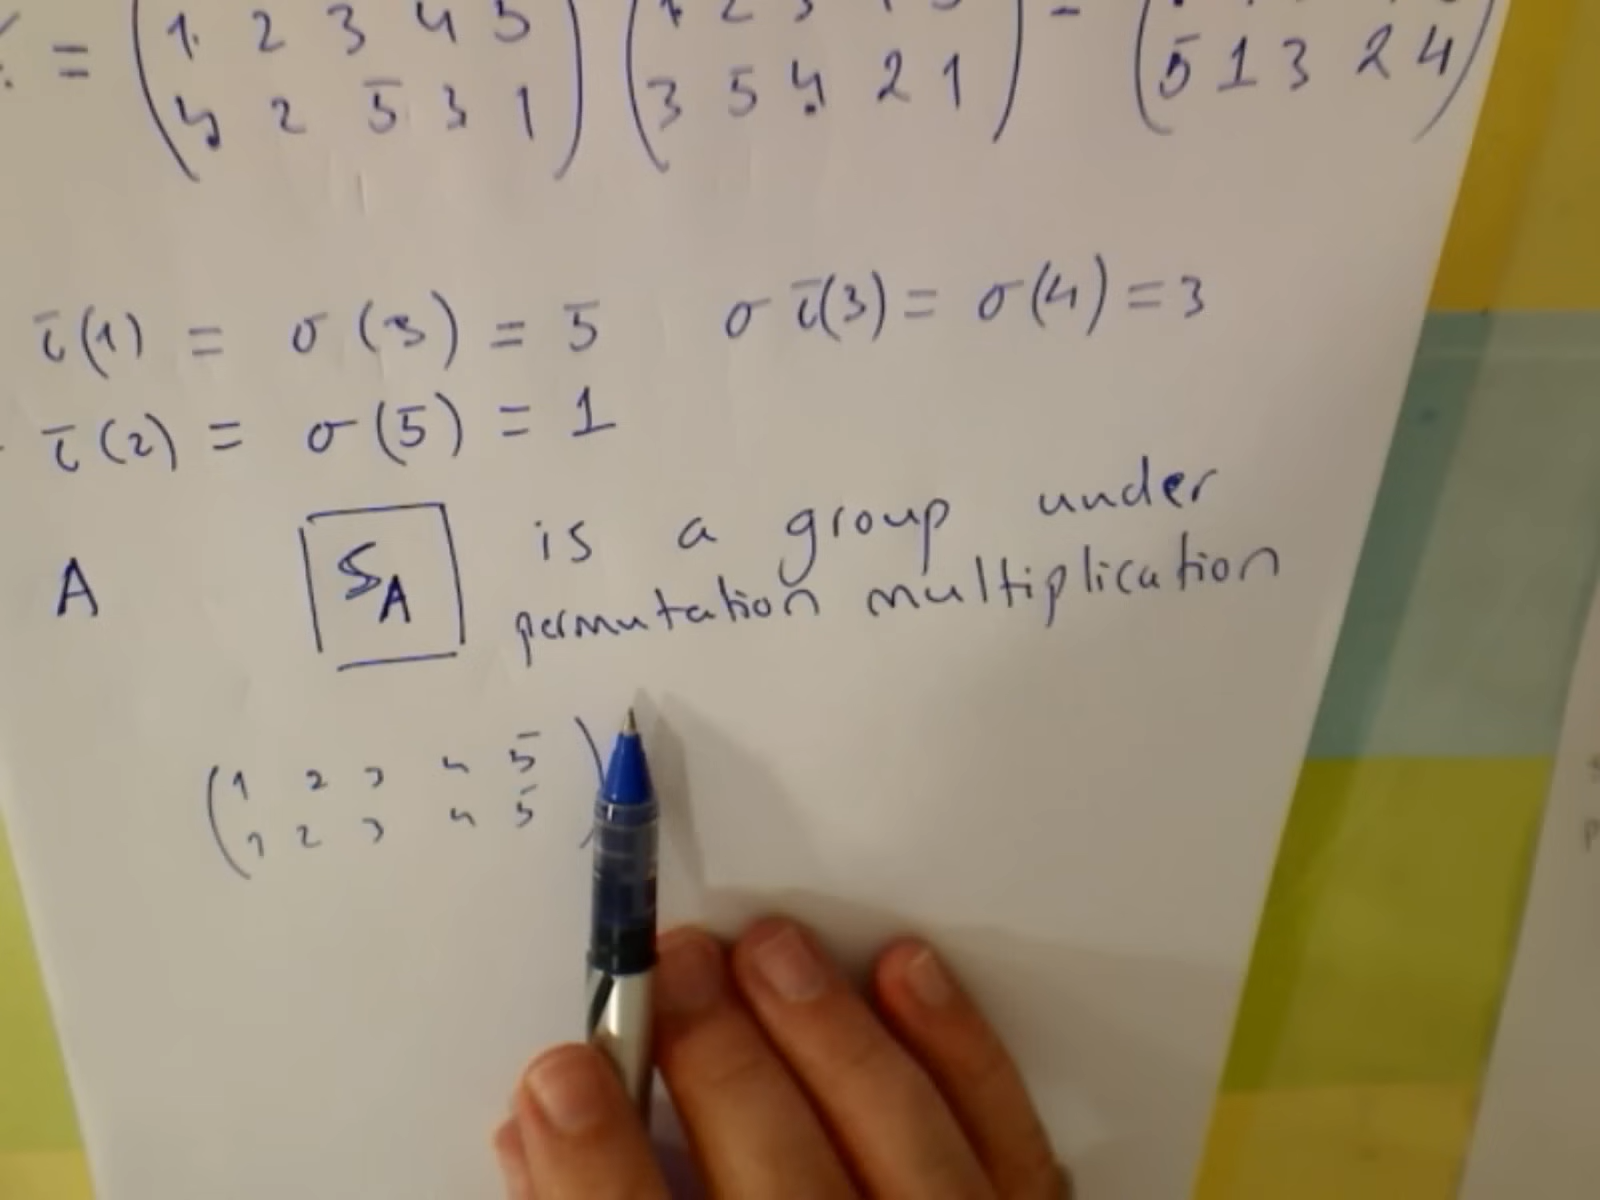 = ( 1 2 3 4 5 ) ( 1 2 3 ) = (
4 2 5 3 1 3 5 4 2 1 5 1 3 2 4
τ(1) = σ(3) = 5 στ(3) = σ(4) = 3
τ(2) = σ(5) = 1
A S_A is a group under
permutation multiplication
( 1 2 3 4 5 )
1 2 3 4 5